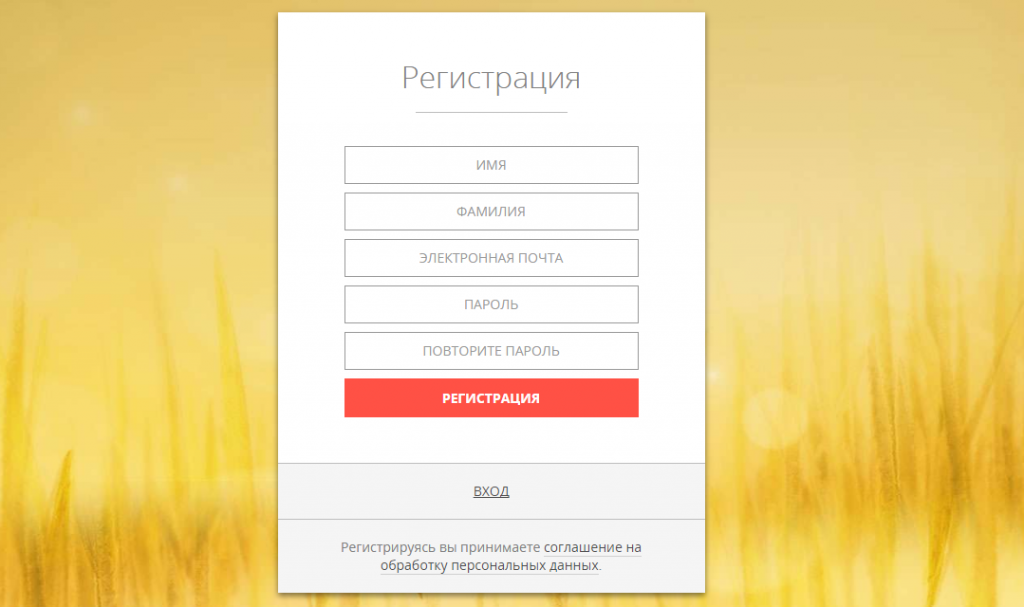 Регистрация
ИМЯ
ФАМИЛИЯ
ЭЛЕКТРОННАЯ ПОЧТА
ПАРОЛЬ
ПОВТОРИТЕ ПАРОЛЬ
РЕГИСТРАЦИЯ
ВХОД
Регистрируясь вы принимаете соглашение на
обработку персональных данных.